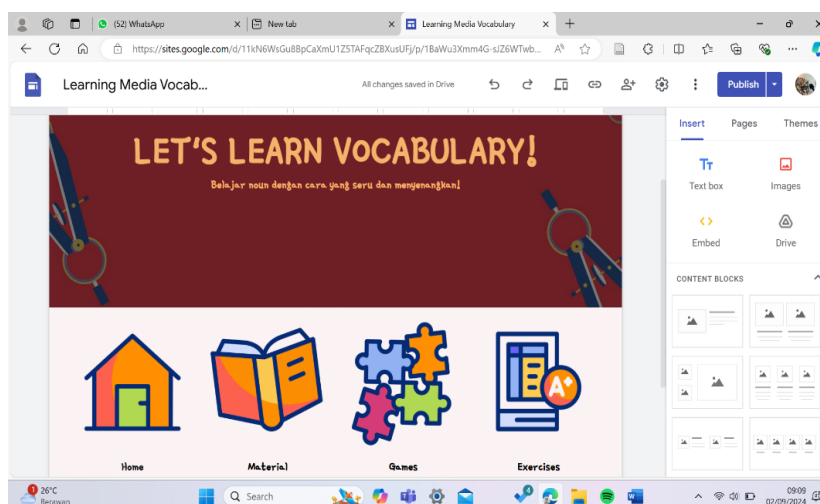 (52) WhatsApp
New tab
Learning Media Vocabulary
https://sites.google.com/d/11kN6WsGu8BpCaXmU1Z5TAFqcZBXusUFj/p/1BaWu3Xmm4G-sJZ6WTwb...
Learning Media Vocab...
All changes saved in Drive
Publish
Insert Pages Themes
LET'S LEARN VOCABULARY!
Belajar noun dengan cara yang seru dan menyenangkan!
Text box Images
Embed Drive
CONTENT BLOCKS
A+
Home Material Games Exercises
26°C
Berawan
Search
09:09
02/09/2024